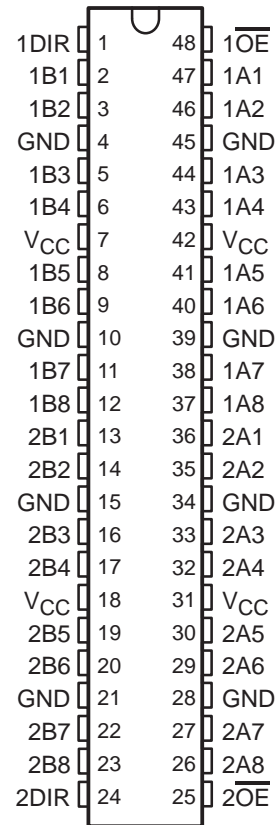 1DIR 1 48 1O̅E̅
1B1 2 47 1A1
1B2 3 46 1A2
GND 4 45 GND
1B3 5 44 1A3
1B4 6 43 1A4
VCC 7 42 VCC
1B5 8 41 1A5
1B6 9 40 1A6
GND 10 39 GND
1B7 11 38 1A7
1B8 12 37 1A8
2B1 13 36 2A1
2B2 14 35 2A2
GND 15 34 GND
2B3 16 33 2A3
2B4 17 32 2A4
VCC 18 31 VCC
2B5 19 30 2A5
2B6 20 29 2A6
GND 21 28 GND
2B7 22 27 2A7
2B8 23 26 2A8
2DIR 24 25 2O̅E̅